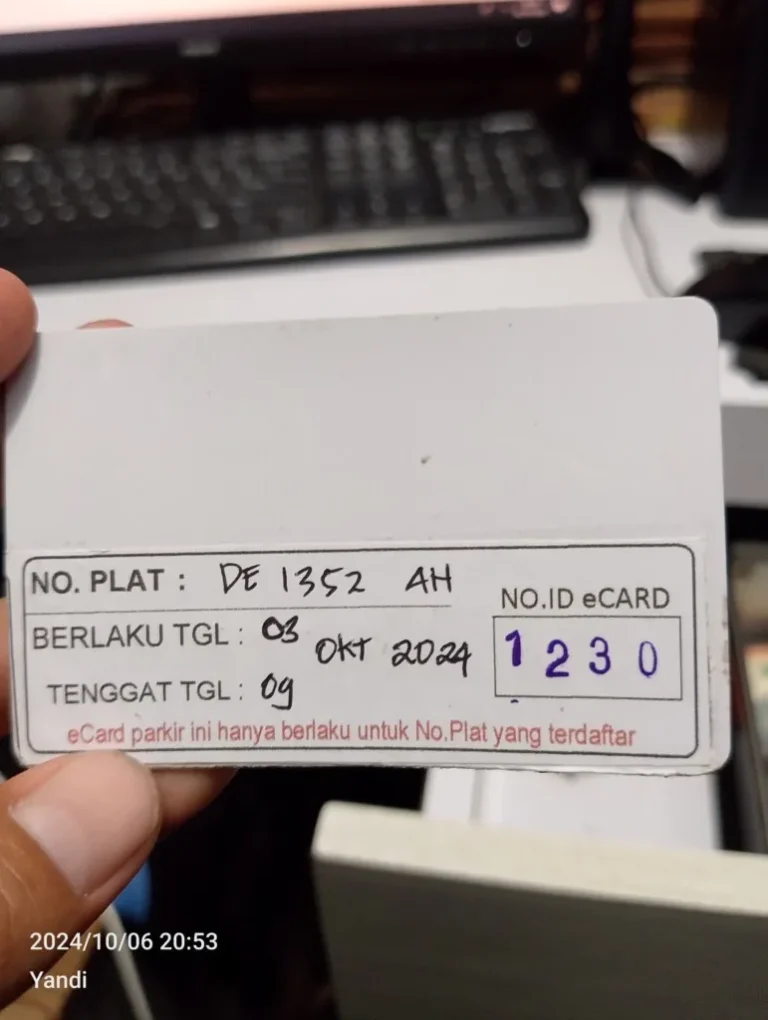 NO. PLAT : DE 1352 AH
NO.ID eCARD
BERLAKU TGL : 03
OKT 2024
1230
TENGGAT TGL : 09
eCard parkir ini hanya berlaku untuk No.Plat yang terdaftar
2024/10/06 20:53
Yandi